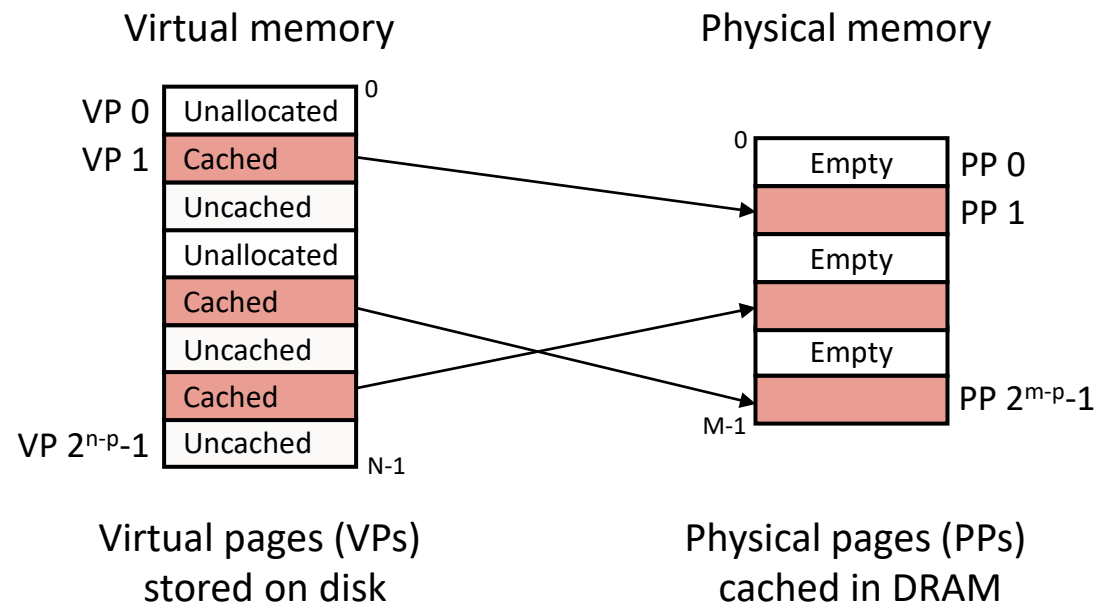 Virtual memory
Physical memory
0
VP 0
Unallocated
VP 1
Cached
Uncached
Unallocated
Cached
Uncached
Cached
VP 2ⁿ⁻ᵖ-1
Uncached
N-1
0
Empty
PP 0
PP 1
Empty
Empty
PP 2ᵐ⁻ᵖ-1
M-1
Virtual pages (VPs)
stored on disk
Physical pages (PPs)
cached in DRAM